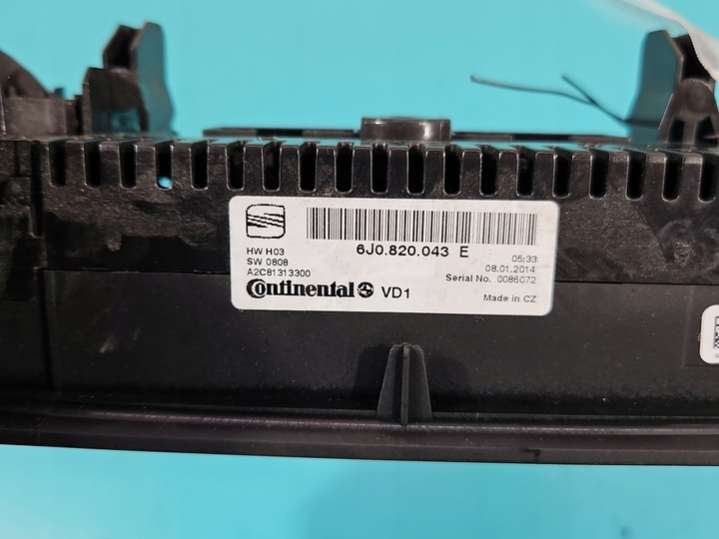 6J0.820.043 E
HW H03
SW 0808
A2C81313300
05:33
08.01.2014
Serial No. 0086072
Continental VD1
Made in CZ